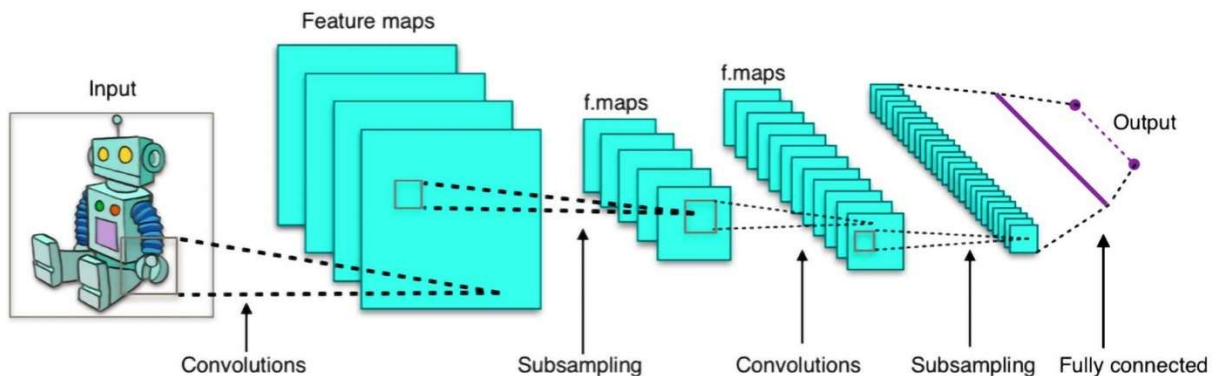 Feature maps
Input
f.maps
f.maps
Output
Convolutions
Subsampling
Convolutions
Subsampling
Fully connected